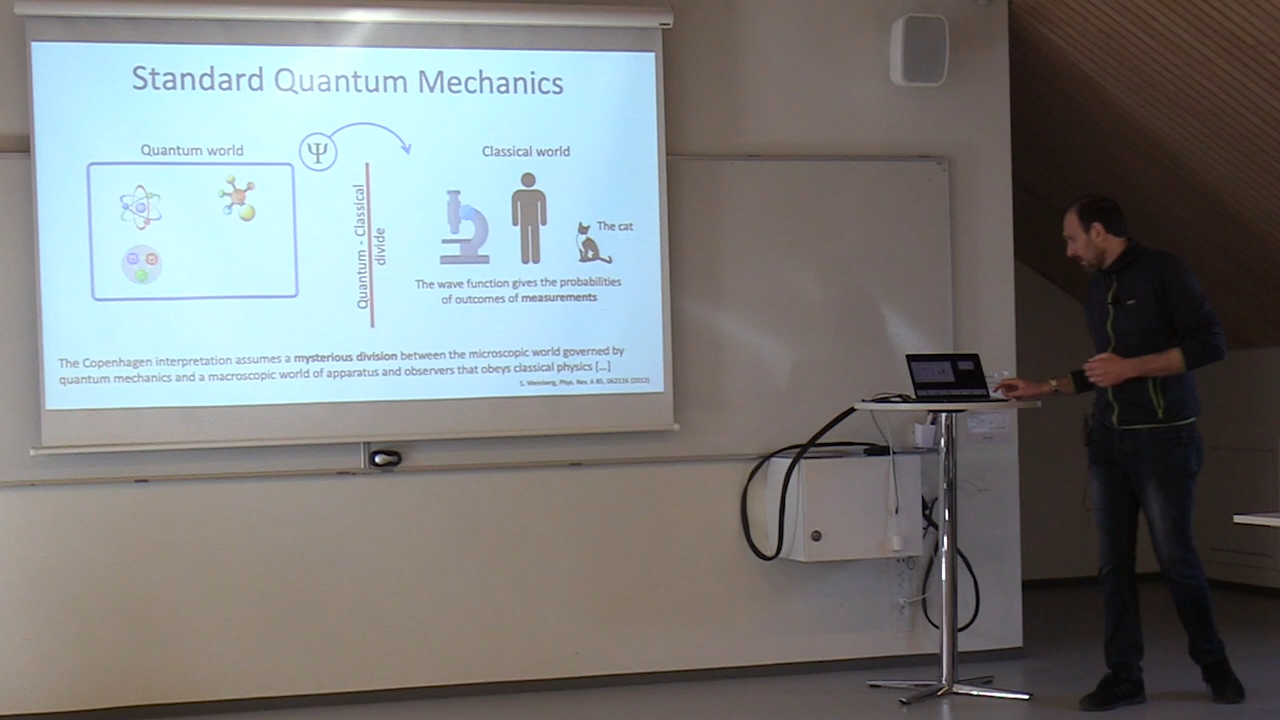 Standard Quantum Mechanics
Quantum world
Ψ
Classical world
Quantum - Classical
divide
The cat
The wave function gives the probabilities
of outcomes of measurements
The Copenhagen interpretation assumes a mysterious division between the microscopic world governed by
quantum mechanics and a macroscopic world of apparatus and observers that obeys classical physics [...]
S. Weinberg, Phys. Rev. A 85, 062116 (2012)